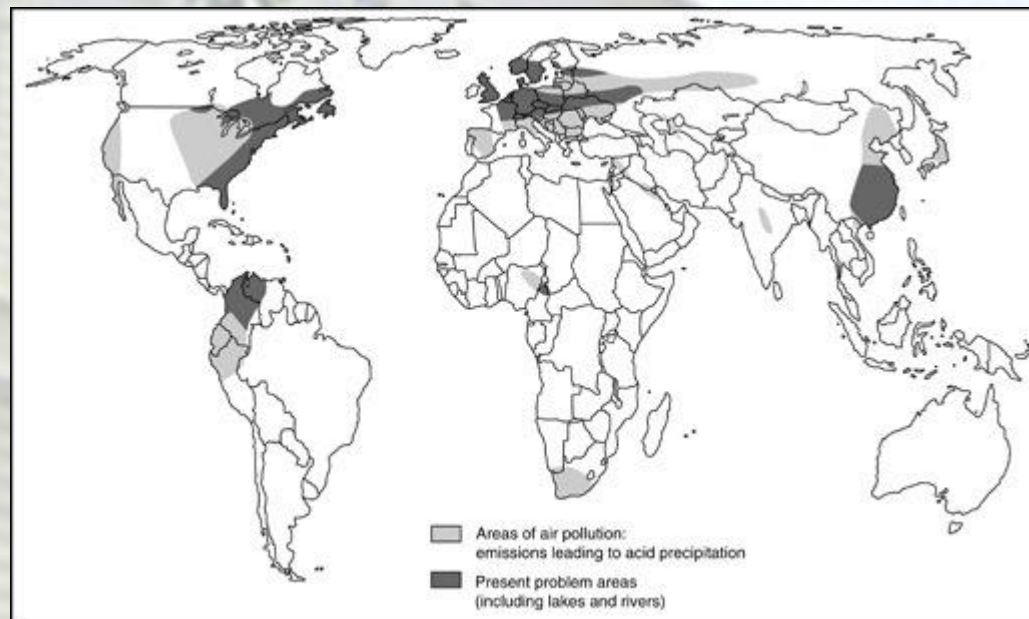 Areas of air pollution:
emissions leading to acid precipitation
Present problem areas
(including lakes and rivers)